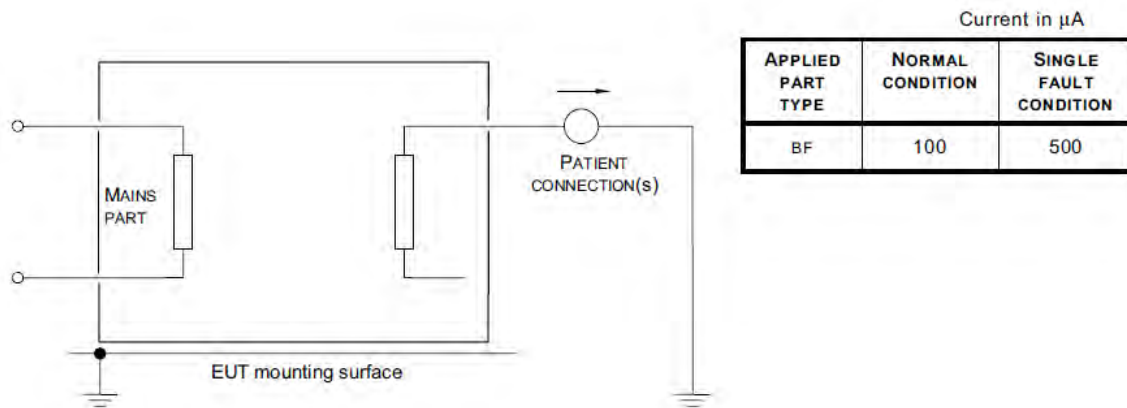 Current in μA
APPLIED PART TYPE
NORMAL CONDITION
SINGLE FAULT CONDITION
BF
100
500
MAINS
PART
PATIENT
CONNECTION(S)
EUT mounting surface